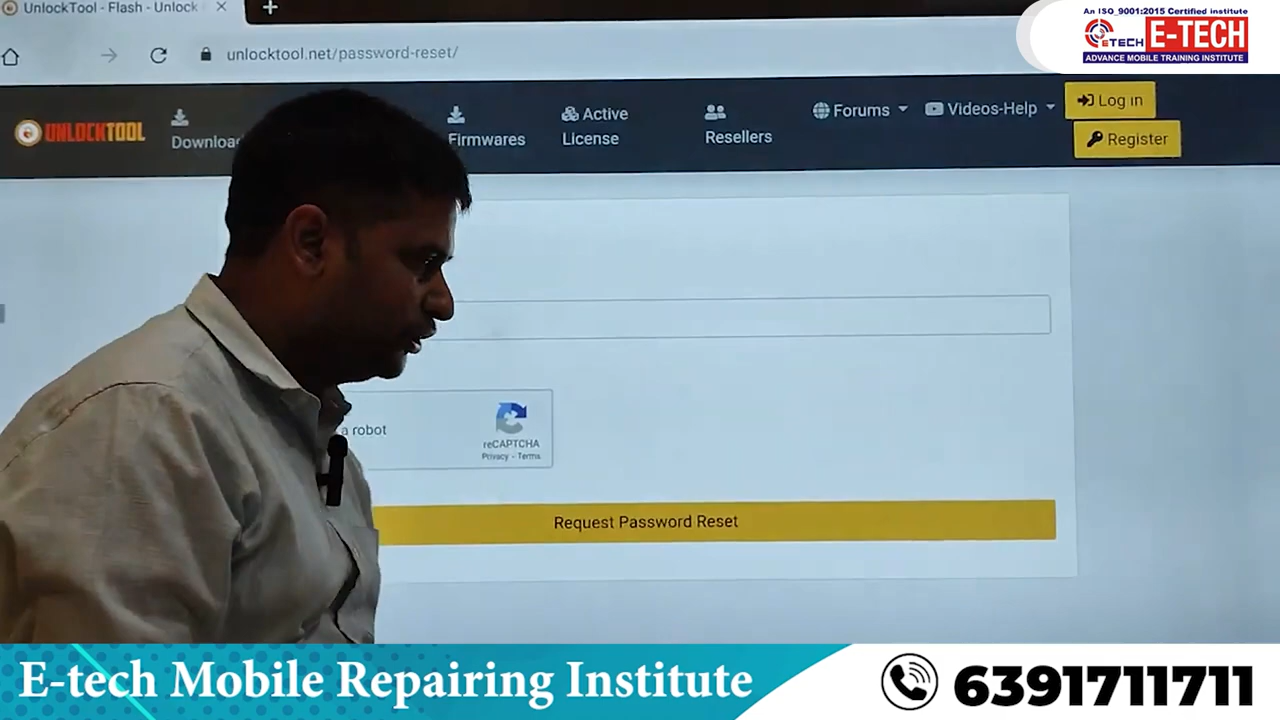 UnlockTool - Flash - Unlock
An ISO 9001:2015 Certified institute
ETECH E-TECH
ADVANCE MOBILE TRAINING INSTITUTE
unlocktool.net/password-reset/
UNLOCKTOOL
Firmwares
Active
License
Resellers
Forums
Videos-Help
Log in
Register
a robot
reCAPTCHA
Privacy - Terms
Request Password Reset
E-tech Mobile Repairing Institute
6391711711